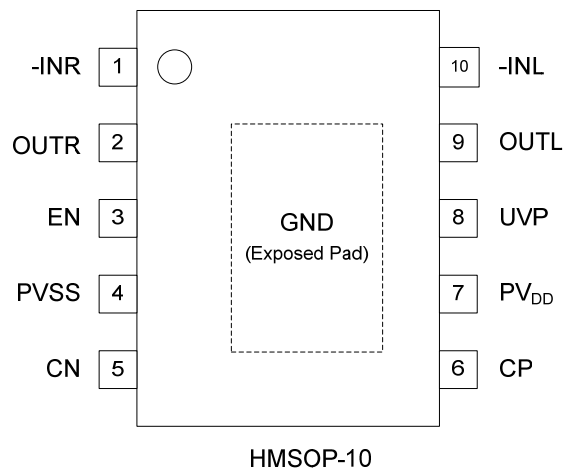 -INR 1 10 -INL
OUTR 2 9 OUTL
EN 3 8 UVP
GND
(Exposed Pad)
PVSS 4 7 PVDD
CN 5 6 CP
HMSOP-10